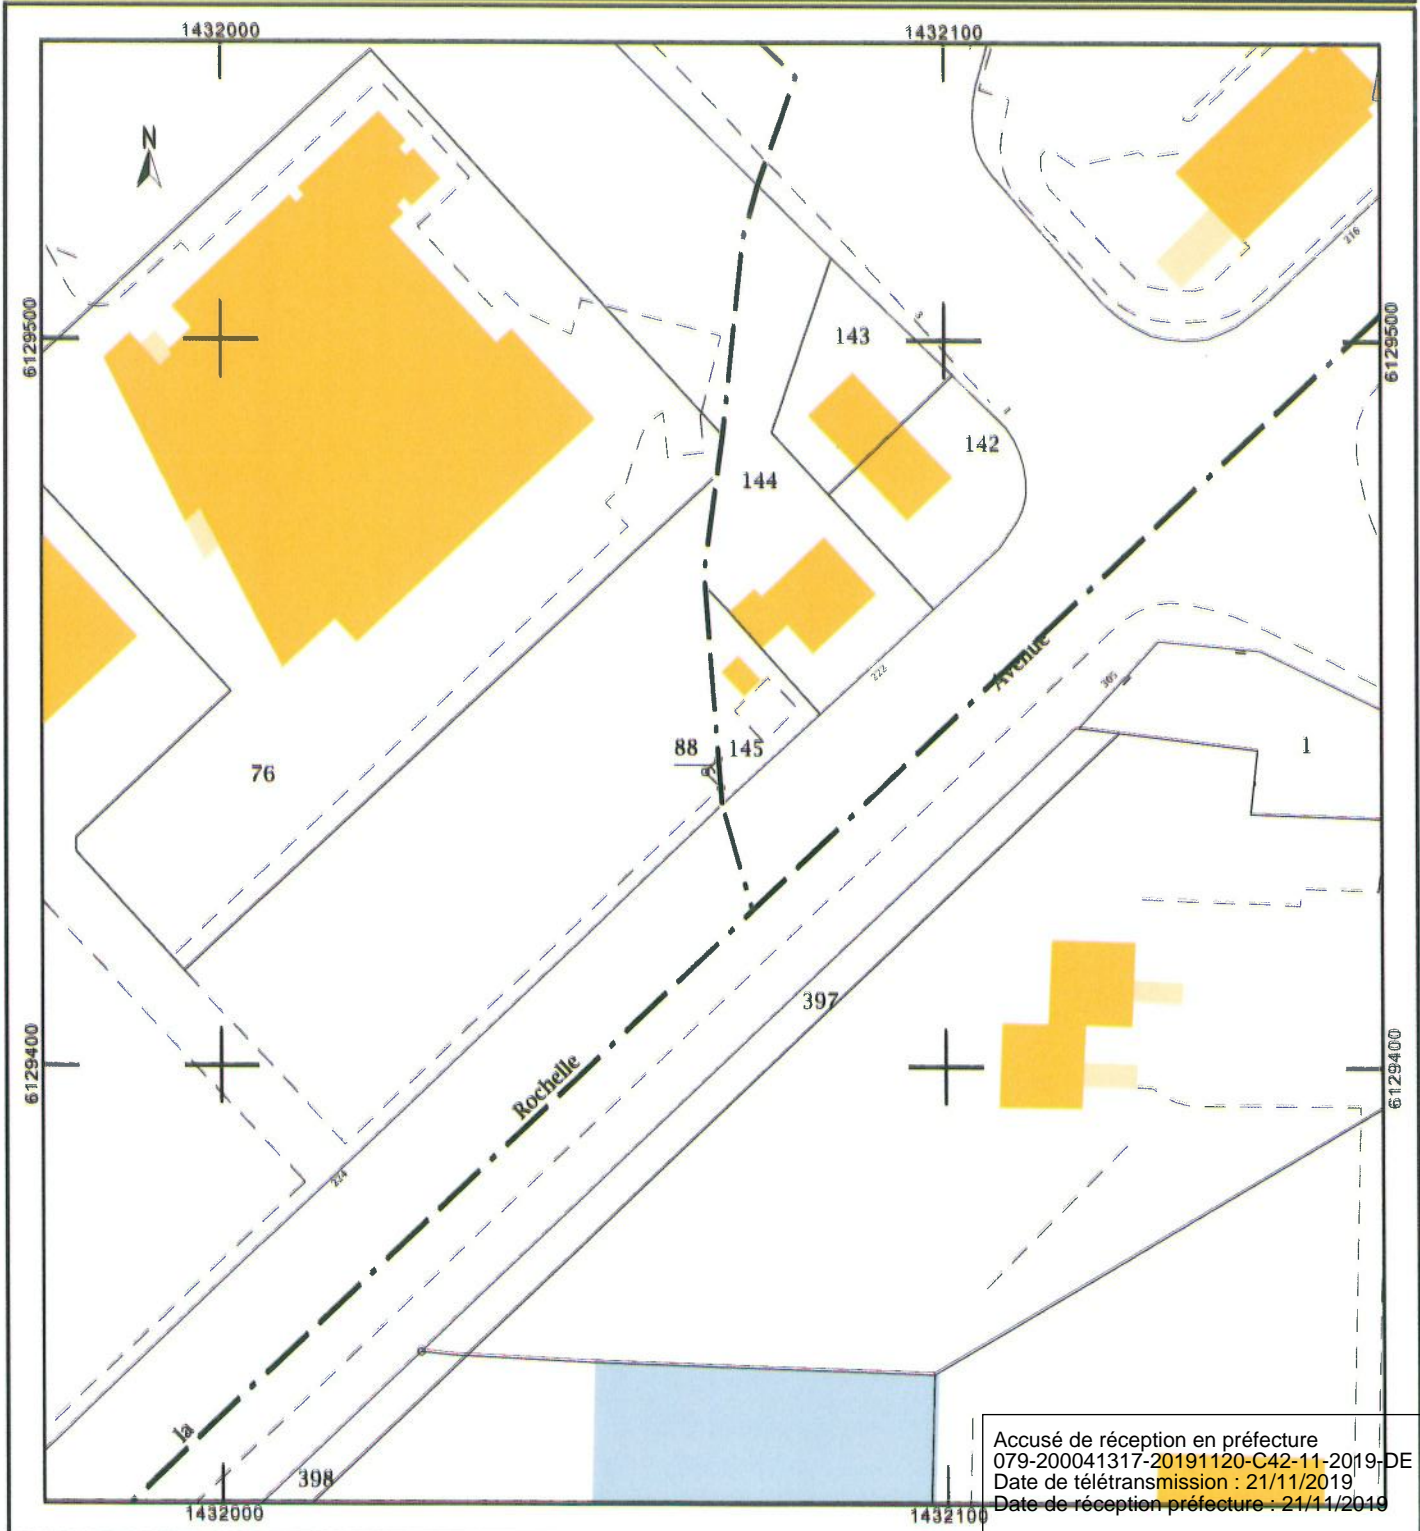 1432000
1432100
N
216
6129500
6129500
143
142
144
Avenue
222
305
88
145
1
76
397
6129400
6129400
Rochelle
224
la
398
1432000
1432100
Accusé de réception en préfecture
079-200041317-20191120-C42-11-2019-DE
Date de télétransmission : 21/11/2019
Date de réception préfecture : 21/11/2019